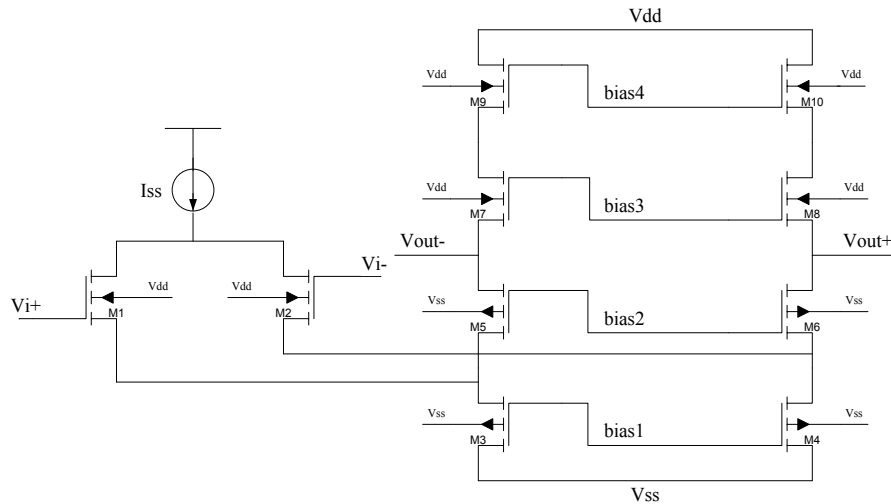 Vdd
Vdd
Vdd
M9
bias4
M10
Iss
Vdd
Vdd
M7
bias3
M8
Vout-
Vout+
Vi-
Vdd
Vdd
Vi+
M1
M2
Vss
Vss
M5
bias2
M6
Vss
Vss
M3
bias1
M4
Vss